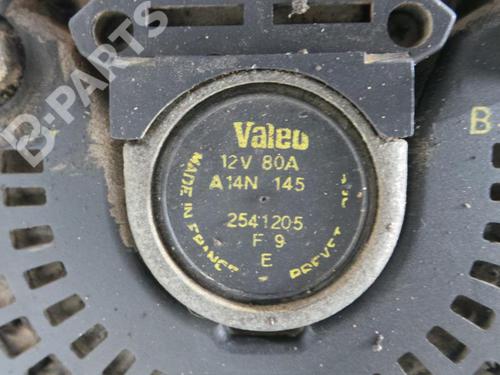 B-PARTS
Valeo
12V 80A
A14N 145
2541205
F 9
E
MADE IN FRANCE
BREVET
B